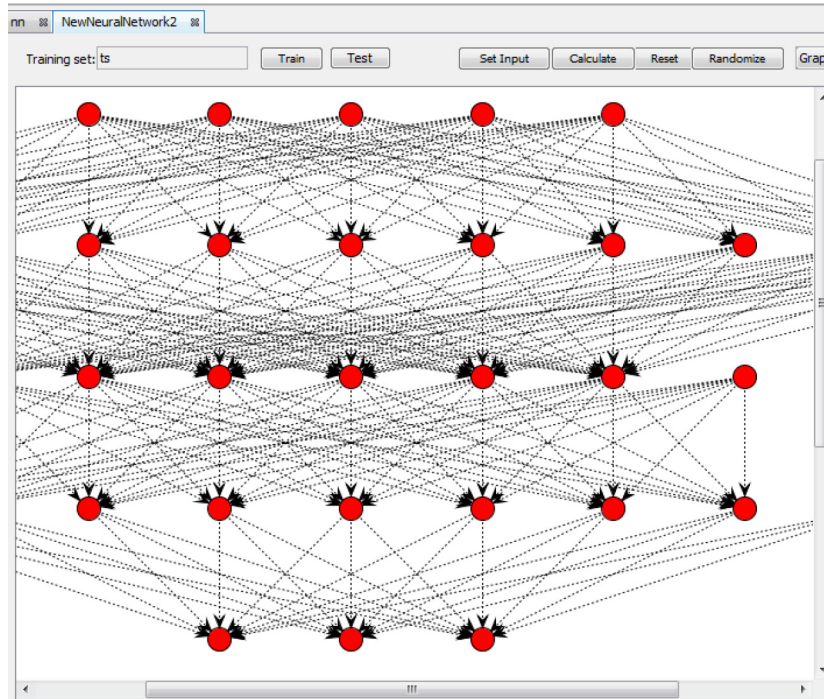 nn NewNeuralNetwork2
Training set: ts Train Test Set Input Calculate Reset Randomize Grap